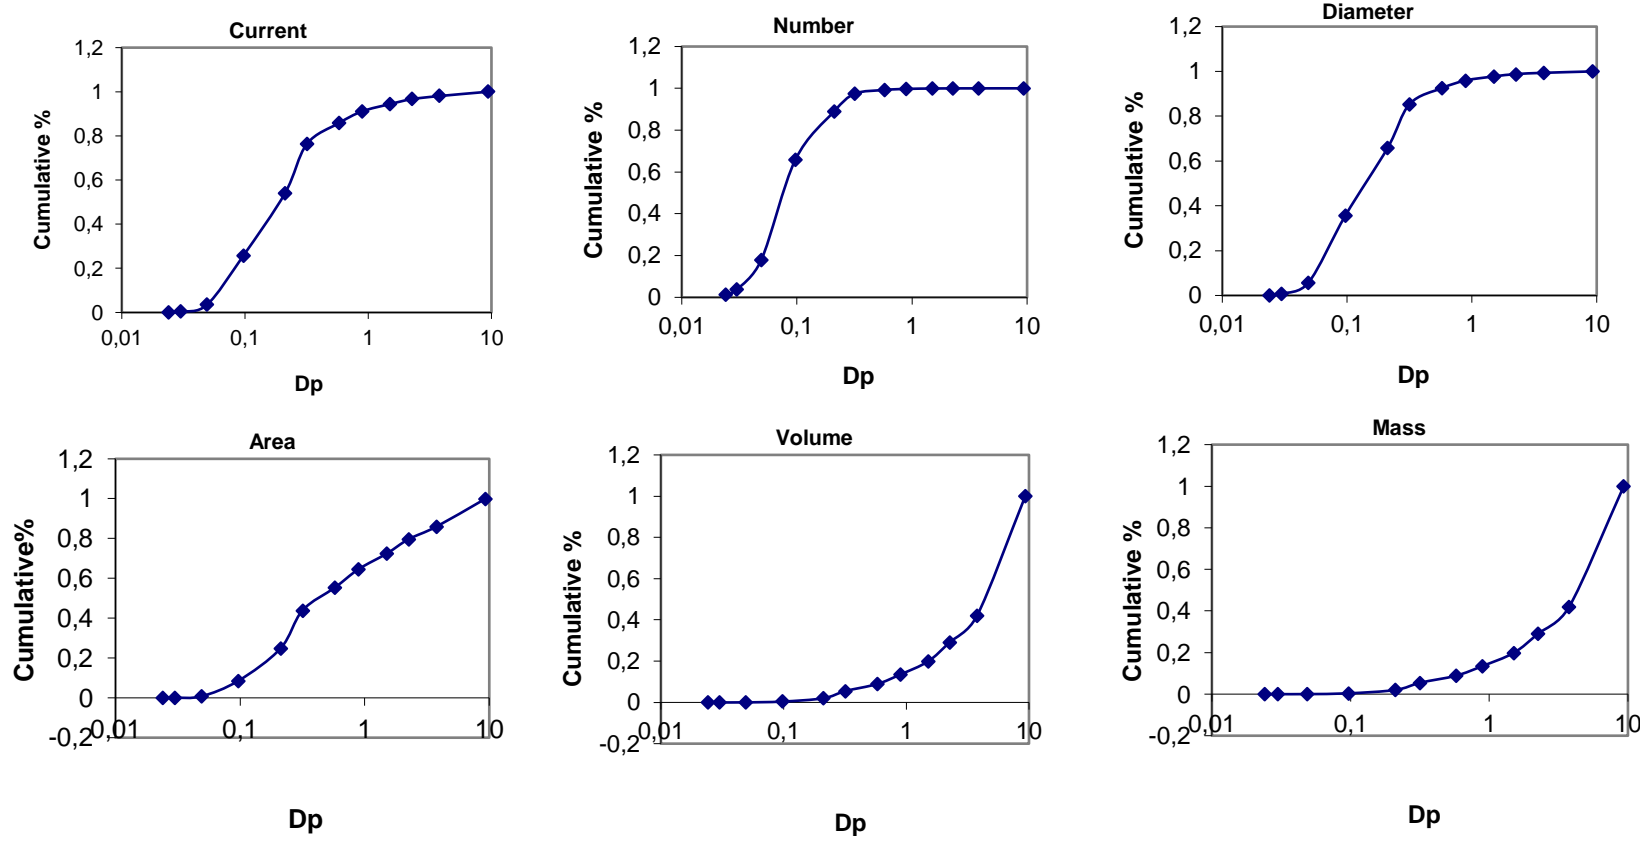 Current
Cumulative %
1,2
1
0,8
0,6
0,4
0,2
0
0,01 0,1 1 10
Dp
Number
Cumulative %
1,2
1
0,8
0,6
0,4
0,2
0
0,01 0,1 1 10
Dp
Diameter
Cumulative %
1,2
1
0,8
0,6
0,4
0,2
0
0,01 0,1 1 10
Dp
Area
Cumulative%
1,2
1
0,8
0,6
0,4
0,2
0
-0,2
0,01 0,1 1 10
Dp
Volume
Cumulative %
1,2
1
0,8
0,6
0,4
0,2
0
-0,2
0,01 0,1 1 10
Dp
Mass
Cumulative %
1,2
1
0,8
0,6
0,4
0,2
0
-0,2
0,01 0,1 1 10
Dp